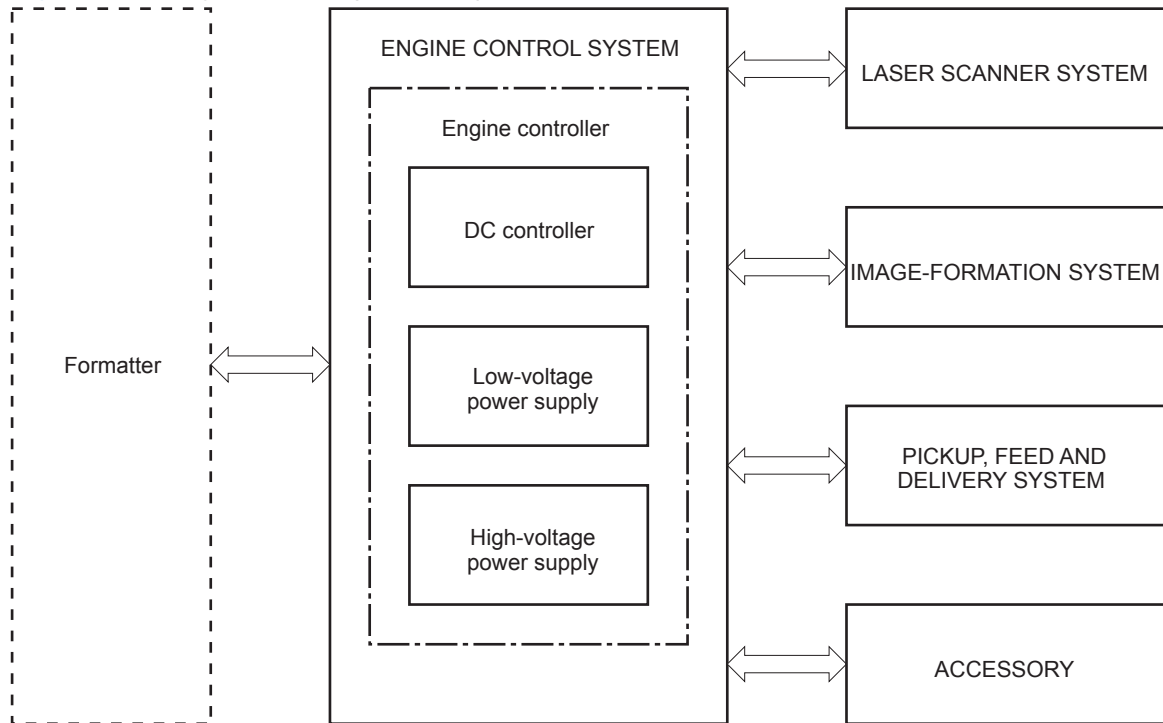 Formatter
ENGINE CONTROL SYSTEM
Engine controller
DC controller
Low-voltage
power supply
High-voltage
power supply
LASER SCANNER SYSTEM
IMAGE-FORMATION SYSTEM
PICKUP, FEED AND
DELIVERY SYSTEM
ACCESSORY